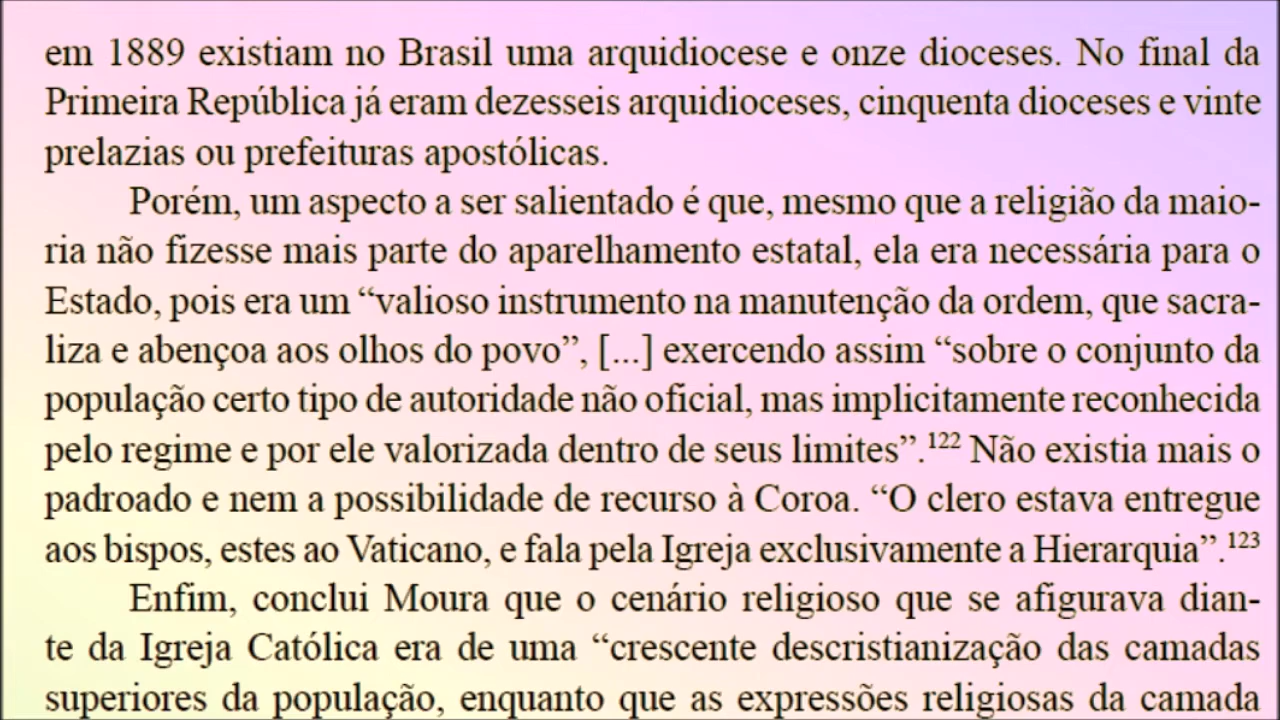 em 1889 existiam no Brasil uma arquidiocese e onze dioceses. No final da
Primeira República já eram dezesseis arquidioceses, cinquenta dioceses e vinte
prelazias ou prefeituras apostólicas.
Porém, um aspecto a ser salientado é que, mesmo que a religião da maio-
ria não fizesse mais parte do aparelhamento estatal, ela era necessária para o
Estado, pois era um “valioso instrumento na manutenção da ordem, que sacra-
liza e abençoa aos olhos do povo”, [...] exercendo assim “sobre o conjunto da
população certo tipo de autoridade não oficial, mas implicitamente reconhecida
pelo regime e por ele valorizada dentro de seus limites”.122 Não existia mais o
padroado e nem a possibilidade de recurso à Coroa. “O clero estava entregue
aos bispos, estes ao Vaticano, e fala pela Igreja exclusivamente a Hierarquia”.123
Enfim, conclui Moura que o cenário religioso que se afigurava dian-
te da Igreja Católica era de uma “crescente descristianização das camadas
superiores da população, enquanto que as expressões religiosas da camada